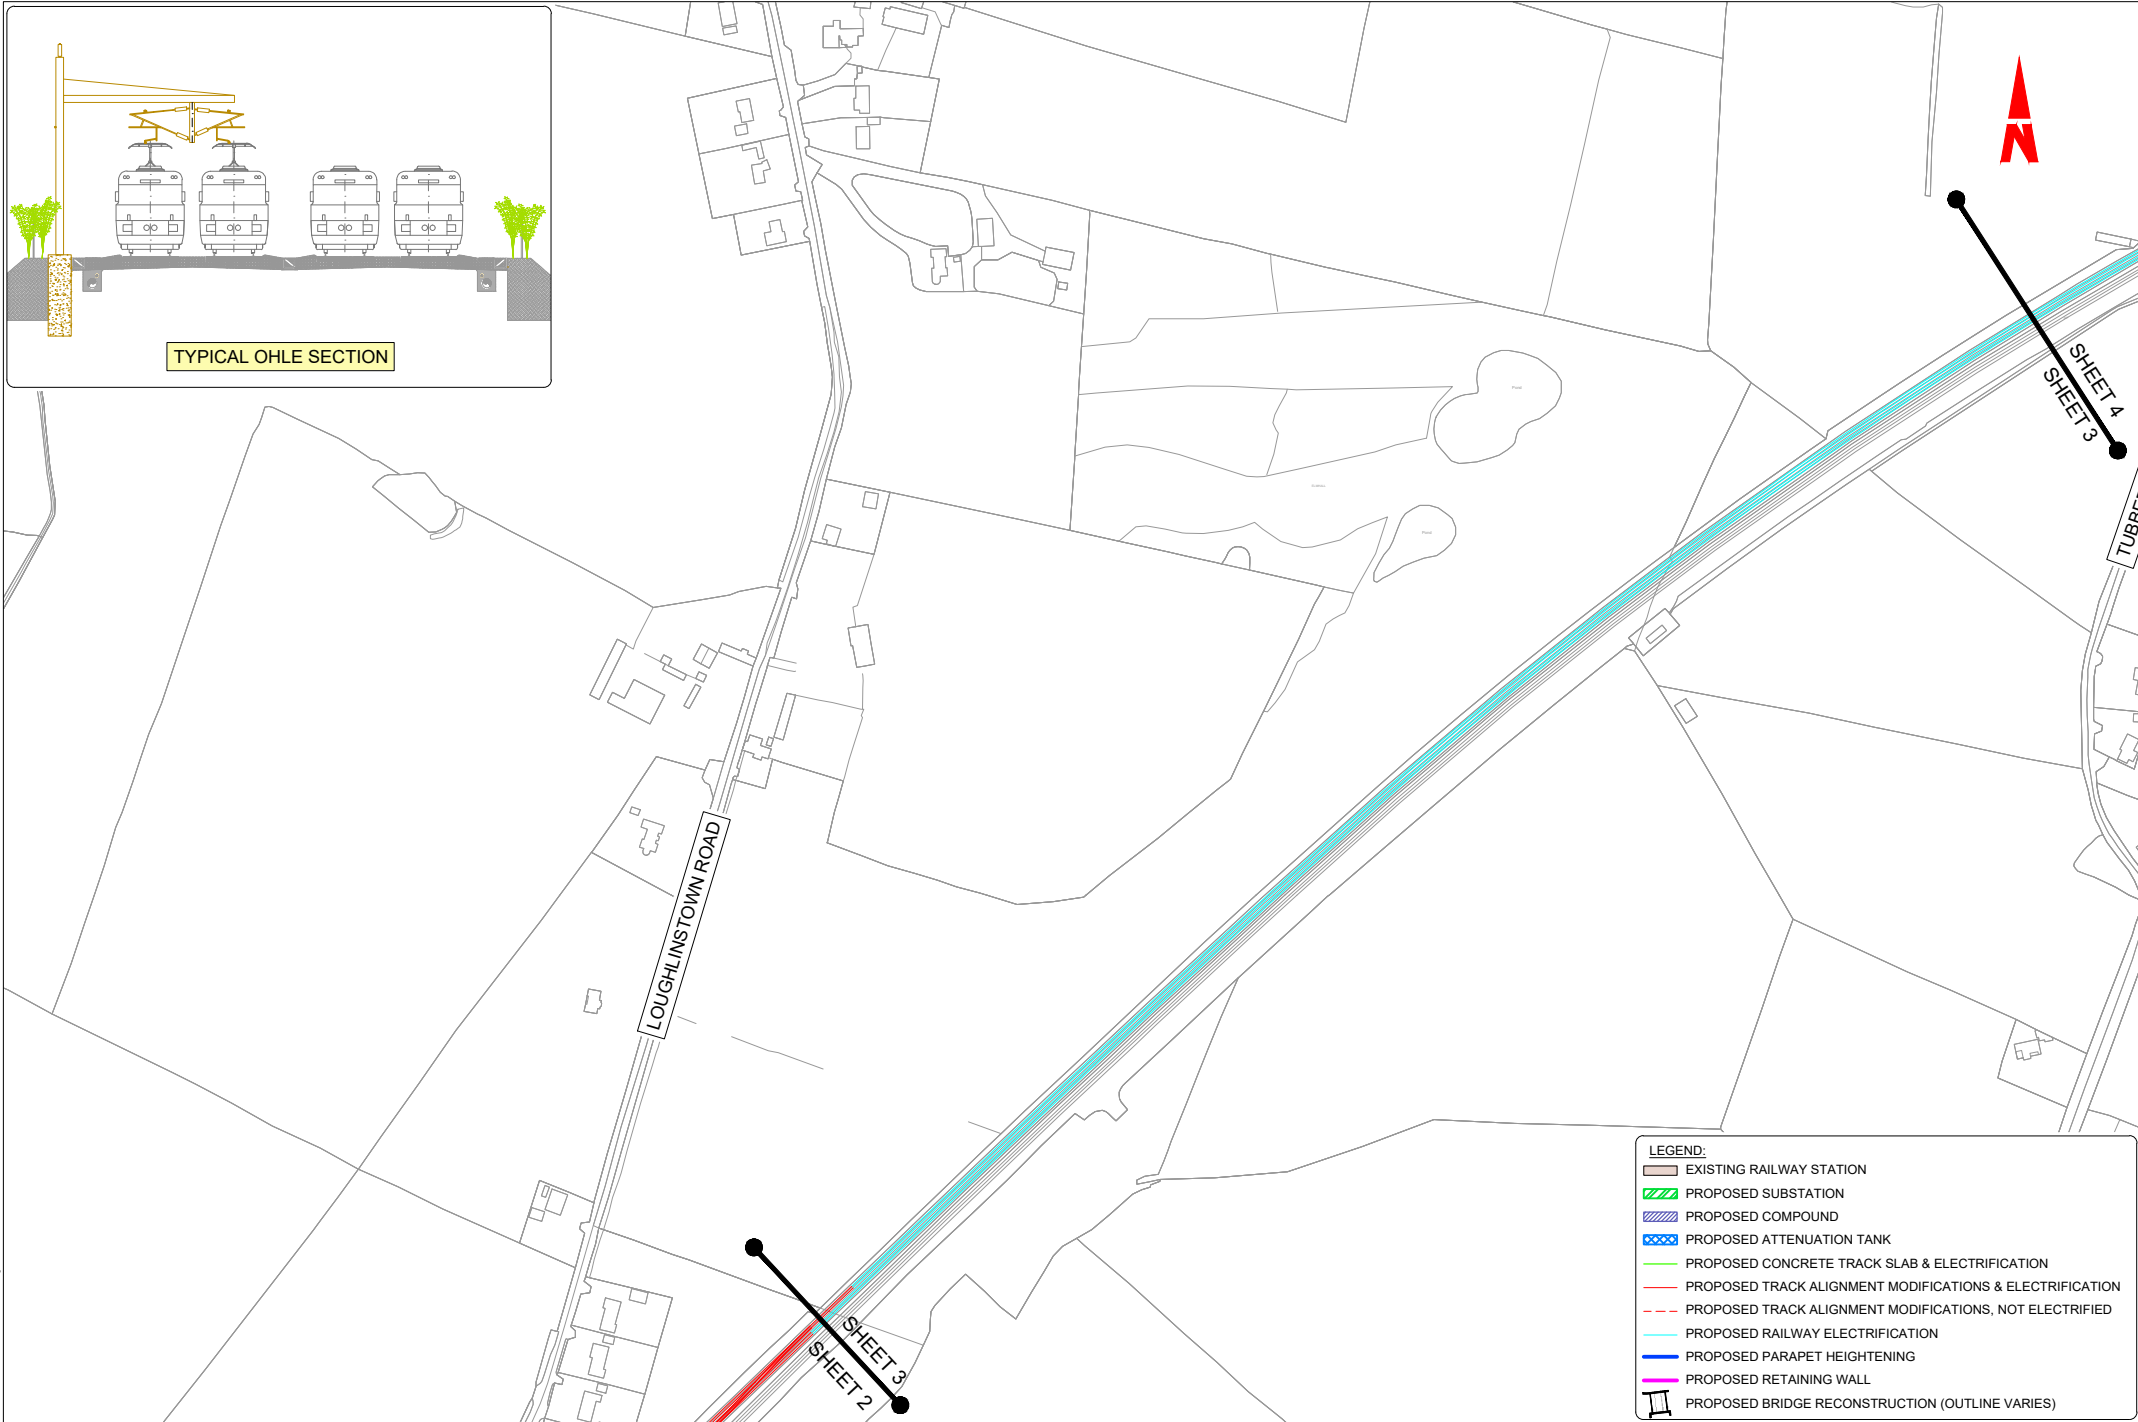 TYPICAL OHLE SECTION
N
SHEET 4
SHEET 3
Pond
Pond
LOUGHLINSTOWN ROAD
SHEET 3
SHEET 2
LEGEND:
EXISTING RAILWAY STATION
PROPOSED SUBSTATION
PROPOSED COMPOUND
PROPOSED ATTENUATION TANK
PROPOSED CONCRETE TRACK SLAB & ELECTRIFICATION
PROPOSED TRACK ALIGNMENT MODIFICATIONS & ELECTRIFICATION
PROPOSED TRACK ALIGNMENT MODIFICATIONS, NOT ELECTRIFIED
PROPOSED RAILWAY ELECTRIFICATION
PROPOSED PARAPET HEIGHTENING
PROPOSED RETAINING WALL
PROPOSED BRIDGE RECONSTRUCTION (OUTLINE VARIES)